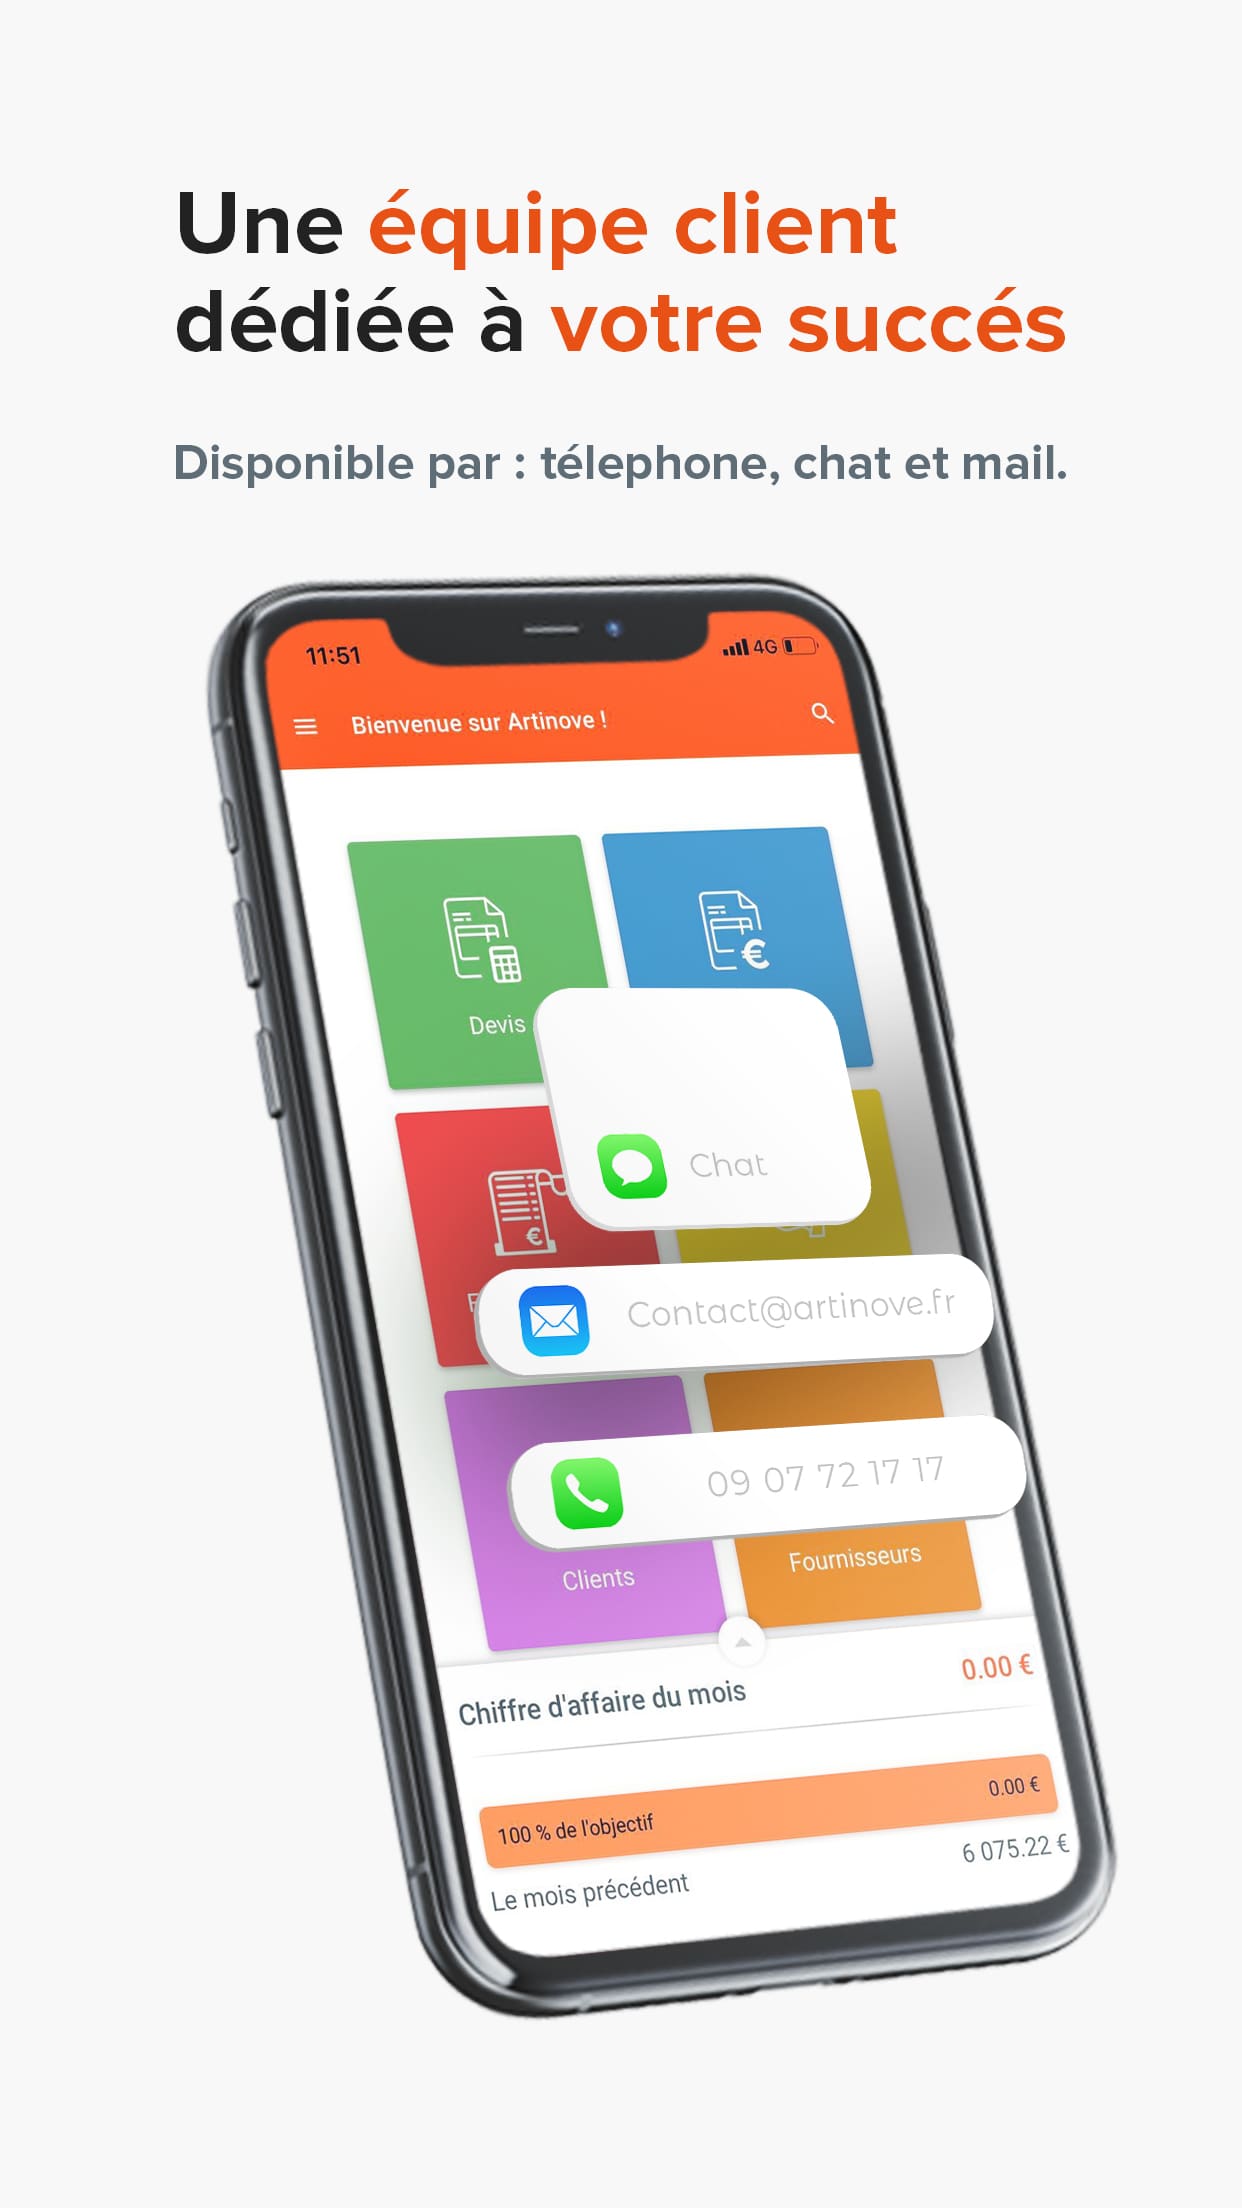 Une équipe client
dédiée à votre succés
Disponible par : télephone, chat et mail.
11:51
4G
Bienvenue sur Artinove !
Devis
Chat
Contact@artinove.fr
09 07 72 17 17
Clients
Fournisseurs
Chiffre d'affaire du mois
0.00 €
100 % de l'objectif
0.00 €
Le mois précédent
6 075.22 €